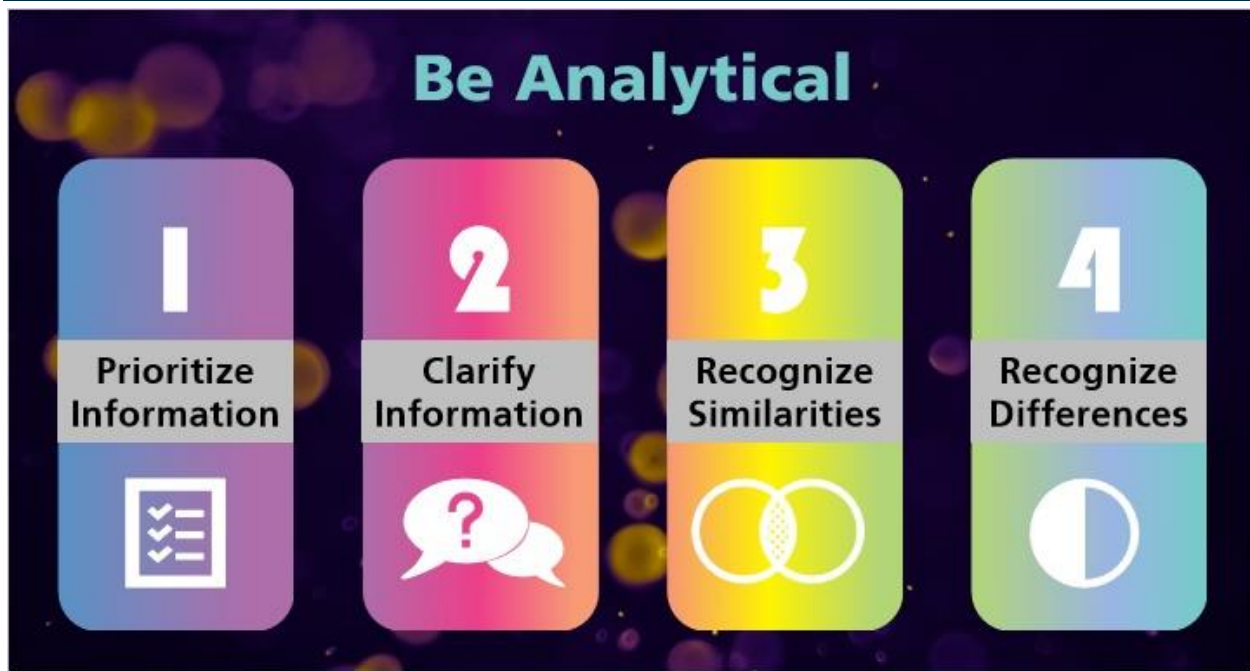 Be Analytical
1
Prioritize
Information
2
Clarify
Information
?
3
Recognize
Similarities
4
Recognize
Differences